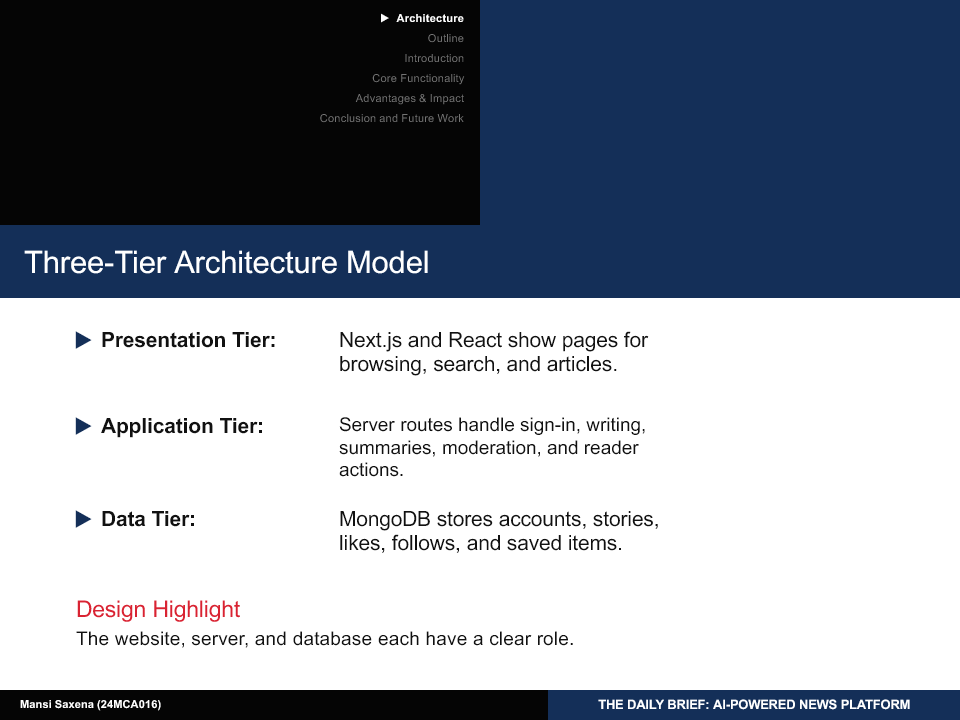 ▶ Architecture
Outline
Introduction
Core Functionality
Advantages & Impact
Conclusion and Future Work
Three-Tier Architecture Model
▶ Presentation Tier:
Next.js and React show pages for
browsing, search, and articles.
▶ Application Tier:
Server routes handle sign-in, writing,
summaries, moderation, and reader
actions.
▶ Data Tier:
MongoDB stores accounts, stories,
likes, follows, and saved items.
Design Highlight
The website, server, and database each have a clear role.
Mansi Saxena (24MCA016)
THE DAILY BRIEF: AI-POWERED NEWS PLATFORM